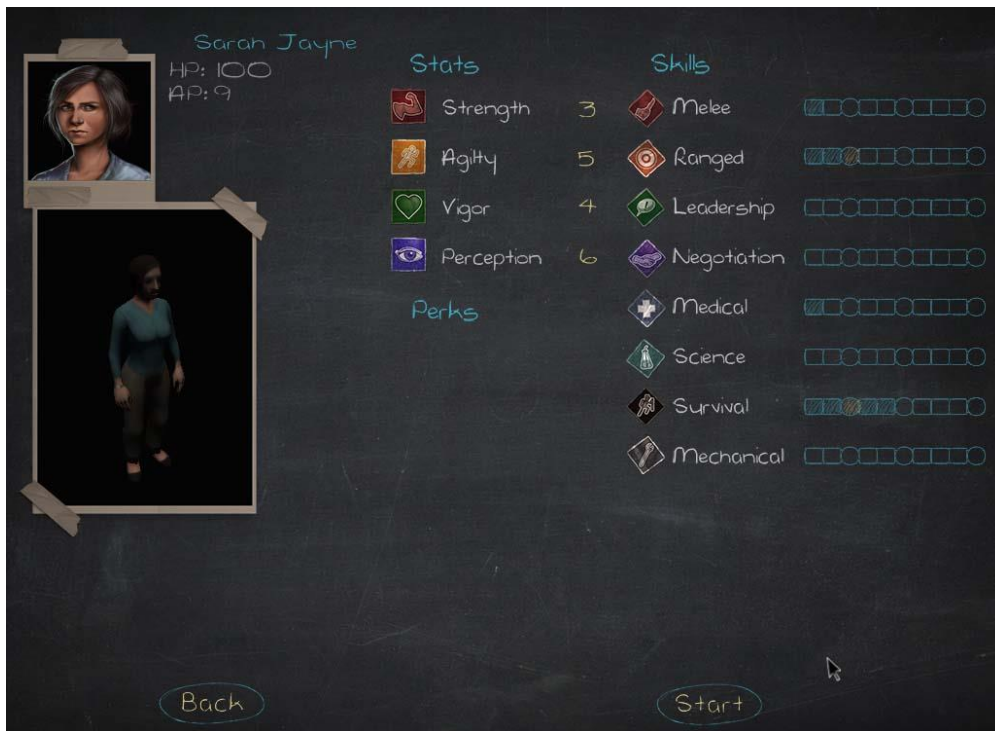 Sarah Jayne
HP: 100
AP: 9
Stats
Strength 3
Agilty 5
Vigor 4
Perception 6
Perks
Skills
Melee
Ranged
Leadership
Negotiation
Medical
Science
Survival
Mechanical
Back
Start